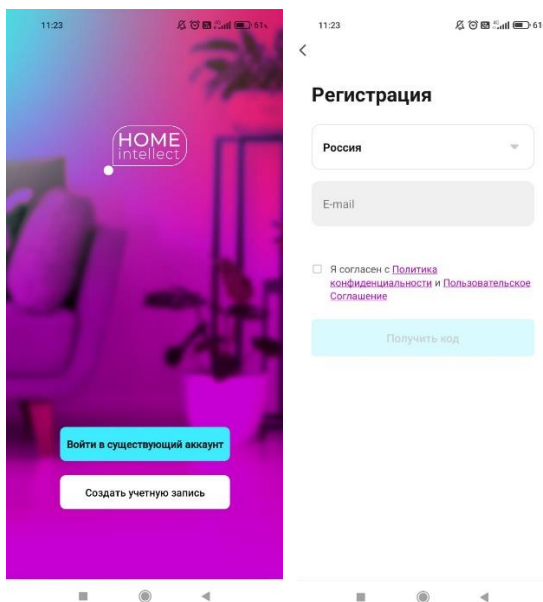 11:23
61
HOME
intellect
Войти в существующий аккаунт
Создать учетную запись
11:23
61
Регистрация
Россия
E-mail
Я согласен с Политика
конфиденциальности и Пользовательское
Соглашение
Получить код